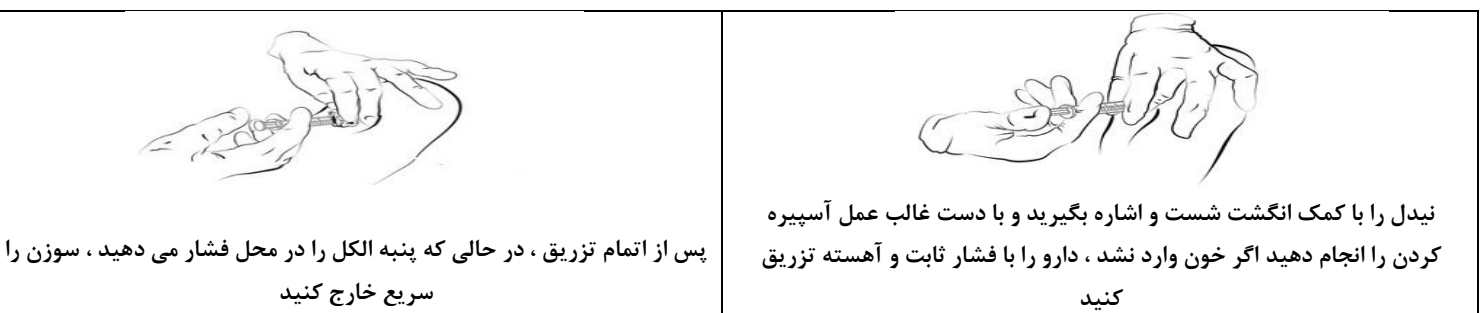 نیدل را با کمک انگشت شست و اشاره بگیرید و با دست غالب عمل آسپیره
کردن را انجام دهید اگر خون وارد نشد ، دارو را با فشار ثابت و آهسته تزریق
کنید
پس از اتمام تزریق ، در حالی که پنبه الکل را در محل فشار می دهید ، سوزن را
سریع خارج کنید